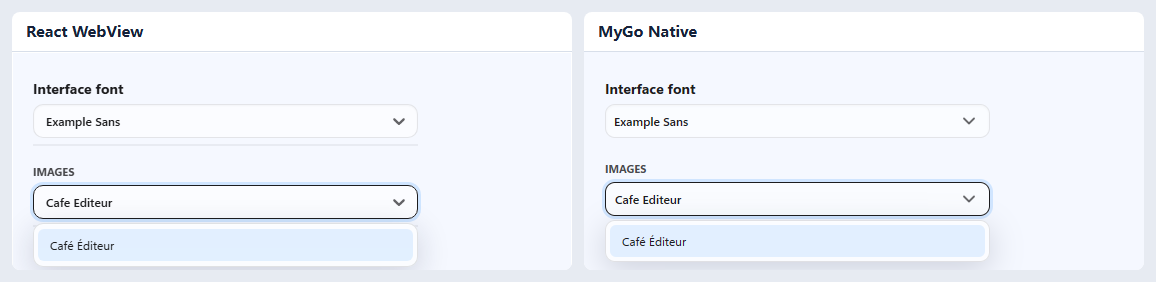 React WebView
Interface font
Example Sans
IMAGES
Cafe Editeur
Café Éditeur
MyGo Native
Interface font
Example Sans
IMAGES
Cafe Editeur
Café Éditeur